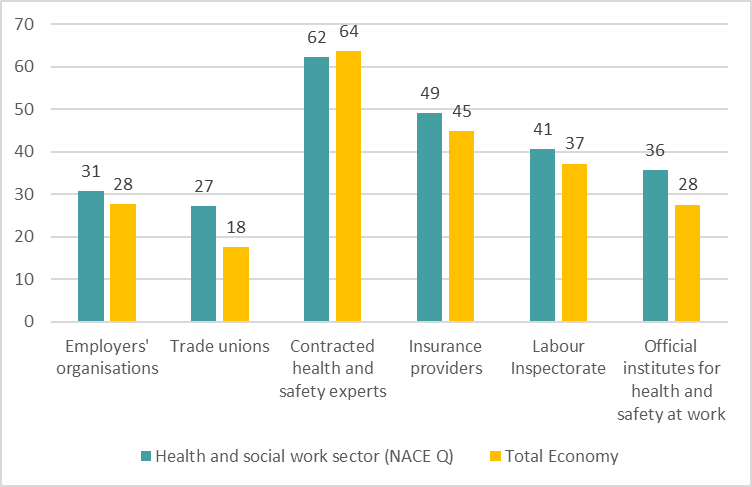 70
60
50
40
30
20
10
0
31
28
27
18
62
64
49
45
41
37
36
28
Employers'
organisations
Trade unions
Contracted
health and
safety experts
Insurance
providers
Labour
Inspectorate
Official
institutes for
health and
safety at work
Health and social work sector (NACE Q)
Total Economy